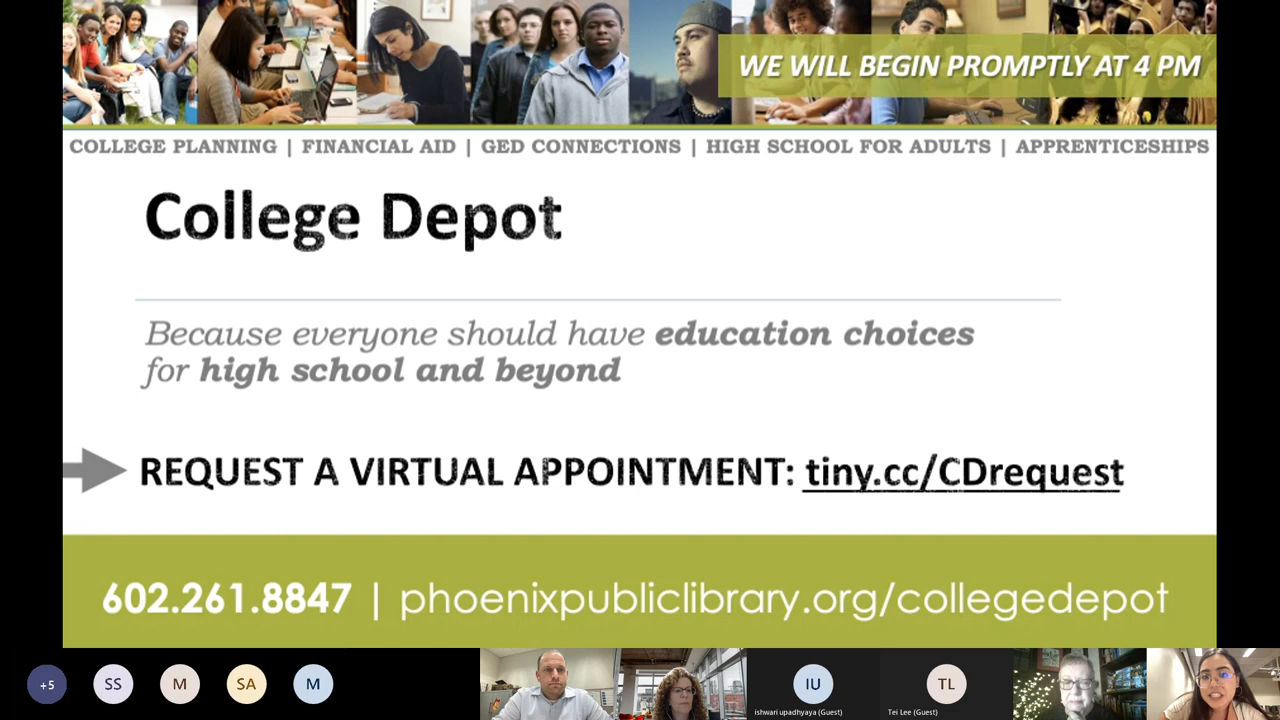 WE WILL BEGIN PROMPTLY AT 4 PM
COLLEGE PLANNING | FINANCIAL AID | GED CONNECTIONS | HIGH SCHOOL FOR ADULTS | APPRENTICESHIPS
College Depot
Because everyone should have education choices
for high school and beyond
REQUEST A VIRTUAL APPOINTMENT: tiny.cc/CDrequest
602.261.8847 | phoenixpubliclibrary.org/collegedepot
+5 SS M SA M IU TL
ishwari upadhyaya (Guest) Tei Lee (Guest)